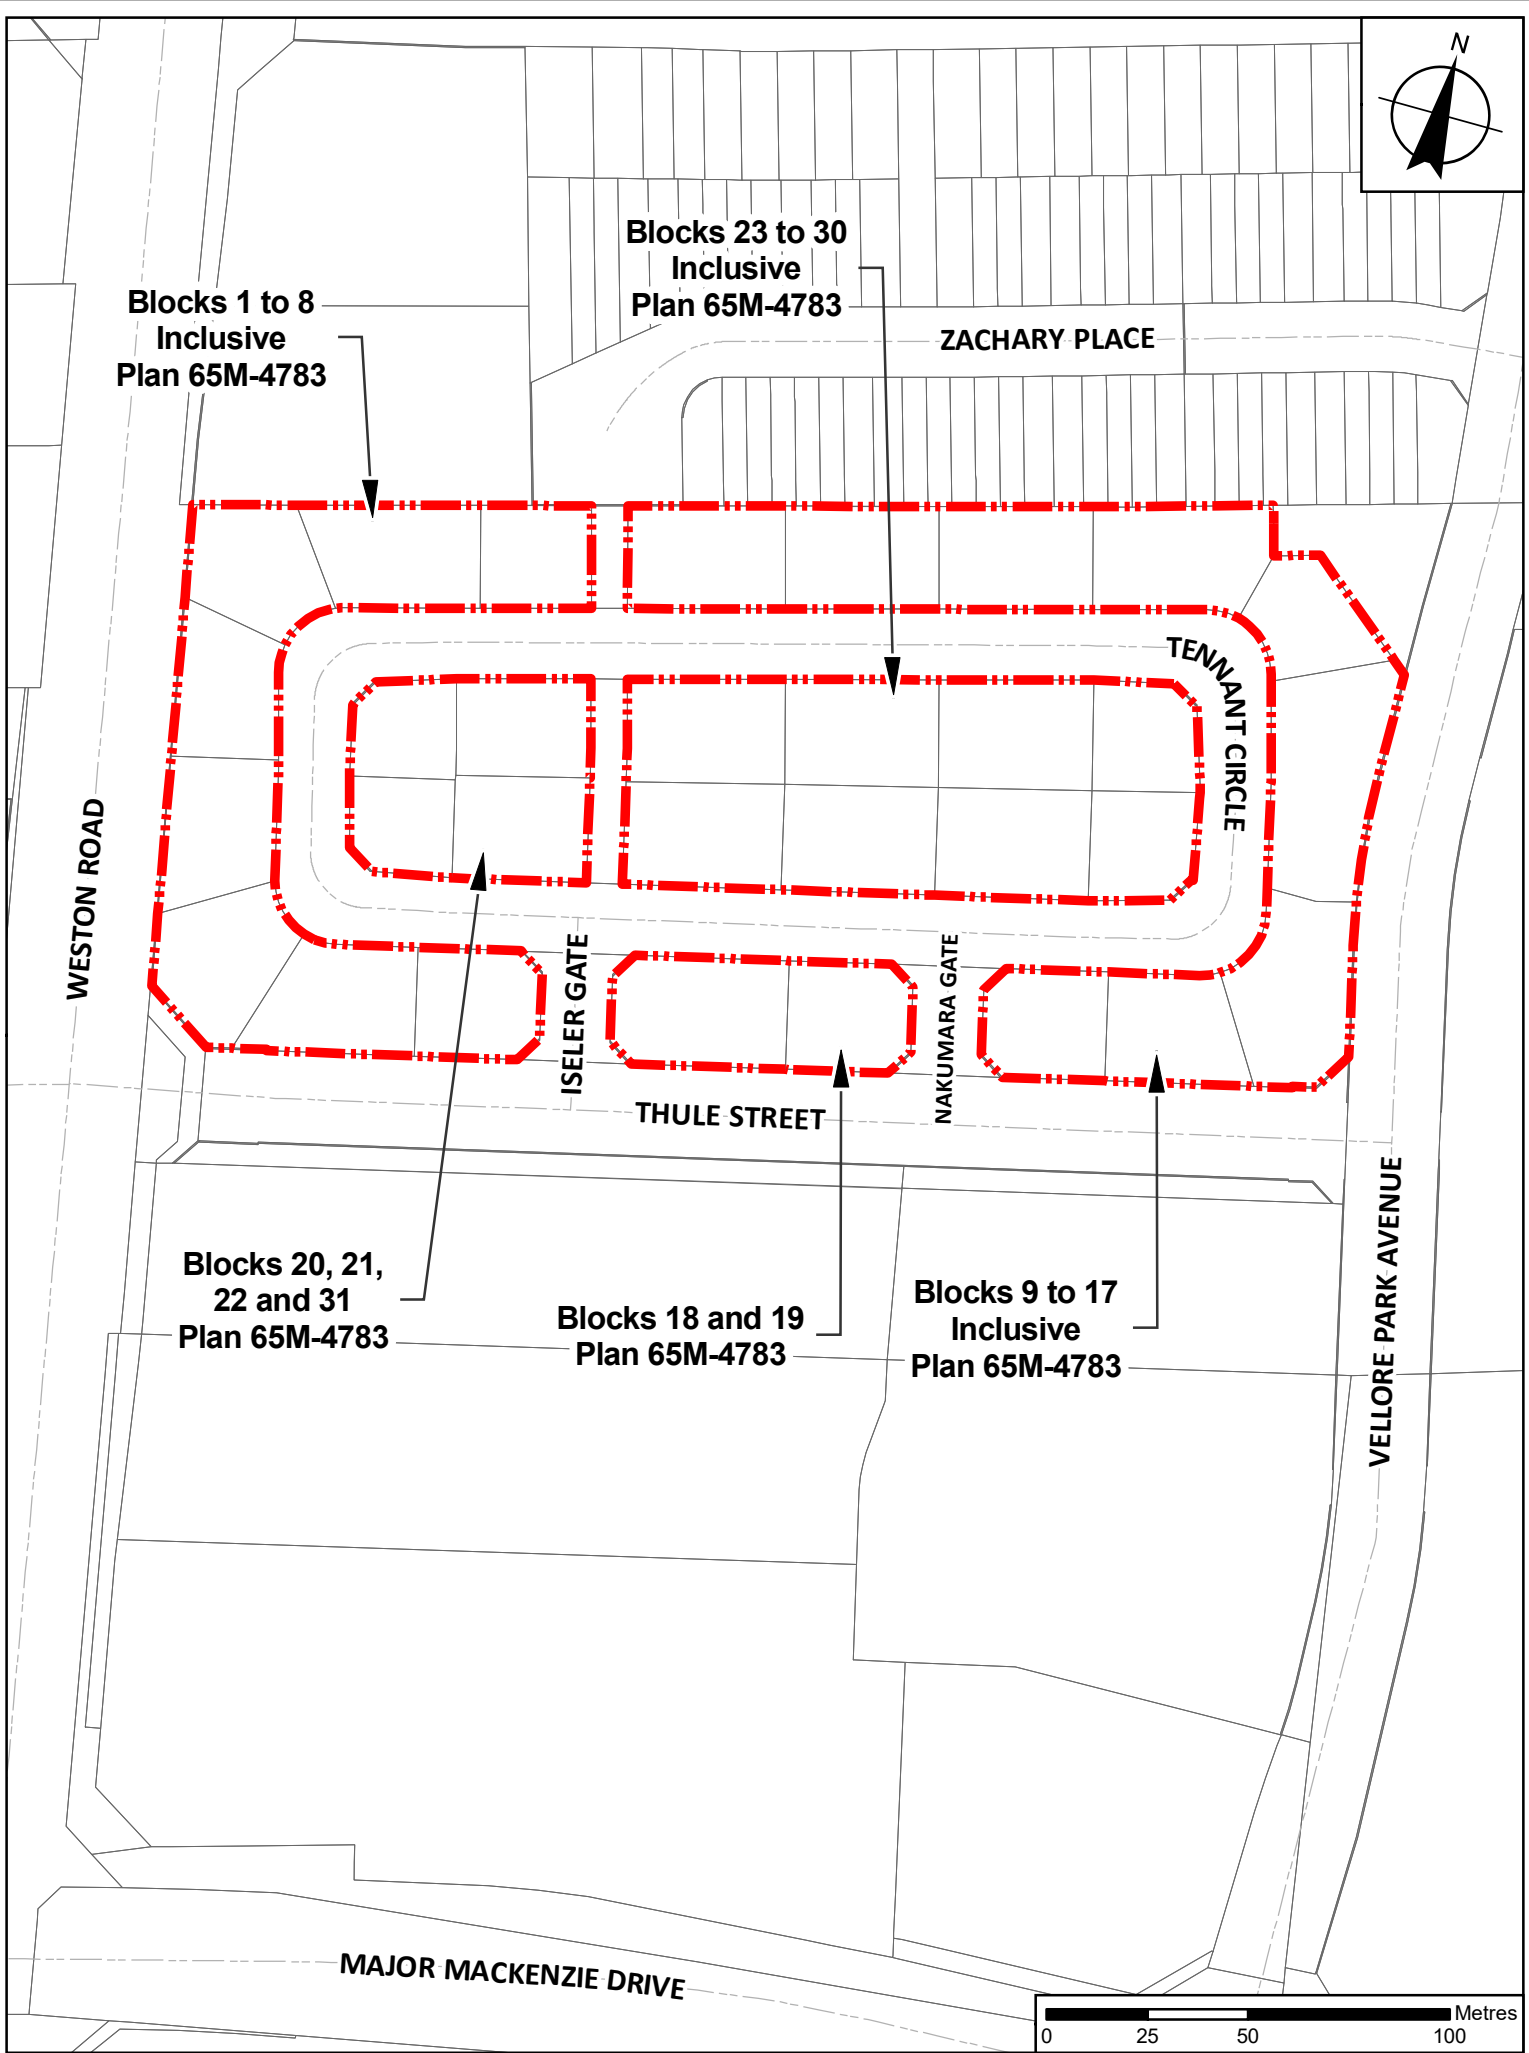 N
Blocks 23 to 30
Inclusive
Plan 65M-4783
Blocks 1 to 8
Inclusive
Plan 65M-4783
ZACHARY PLACE
TENNANT CIRCLE
WESTON ROAD
ISELER GATE
NAKUMARA GATE
THULE STREET
VELLORE PARK AVENUE
Blocks 20, 21,
22 and 31
Plan 65M-4783
Blocks 18 and 19
Plan 65M-4783
Blocks 9 to 17
Inclusive
Plan 65M-4783
MAJOR MACKENZIE DRIVE
Metres
0 25 50 100